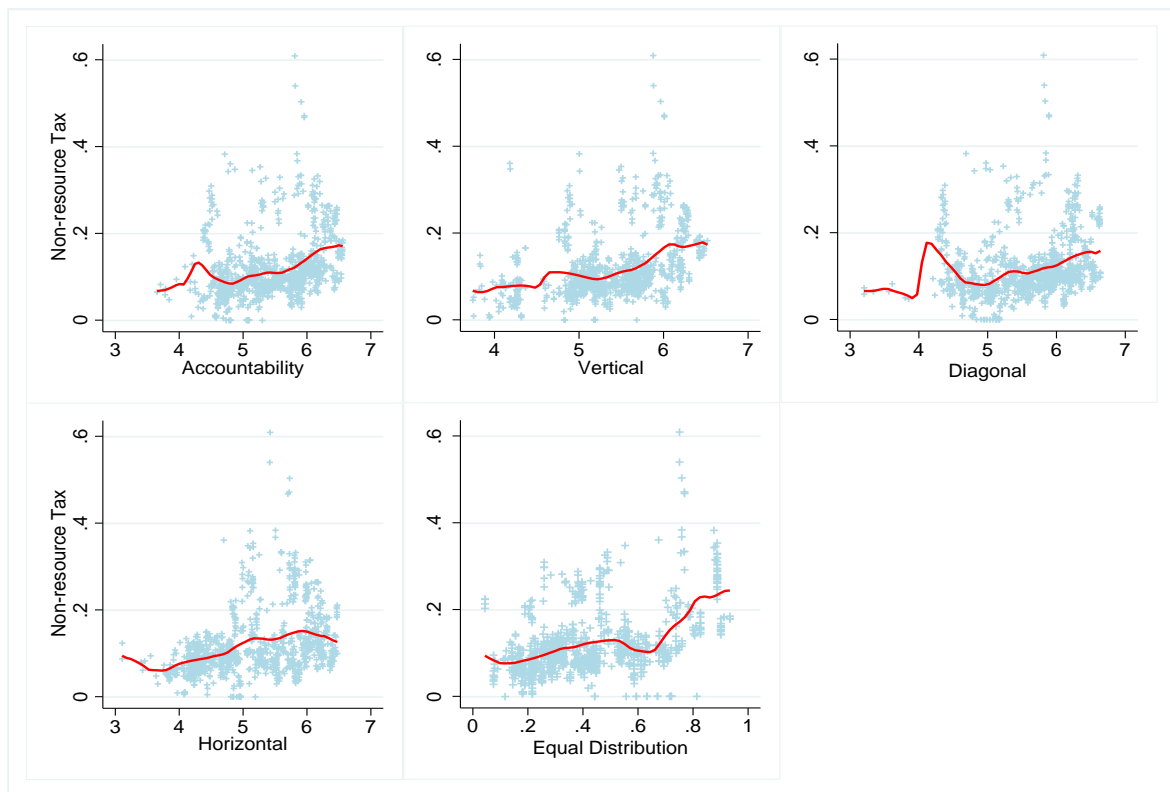 Non-resource Tax
.6
.4
.2
0
3 4 5 6 7
Accountability
.6
.4
.2
0
4 5 6 7
Vertical
.6
.4
.2
0
3 4 5 6 7
Diagonal
Non-resource Tax
.6
.4
.2
0
3 4 5 6 7
Horizontal
.6
.4
.2
0
0 .2 .4 .6 .8 1
Equal Distribution